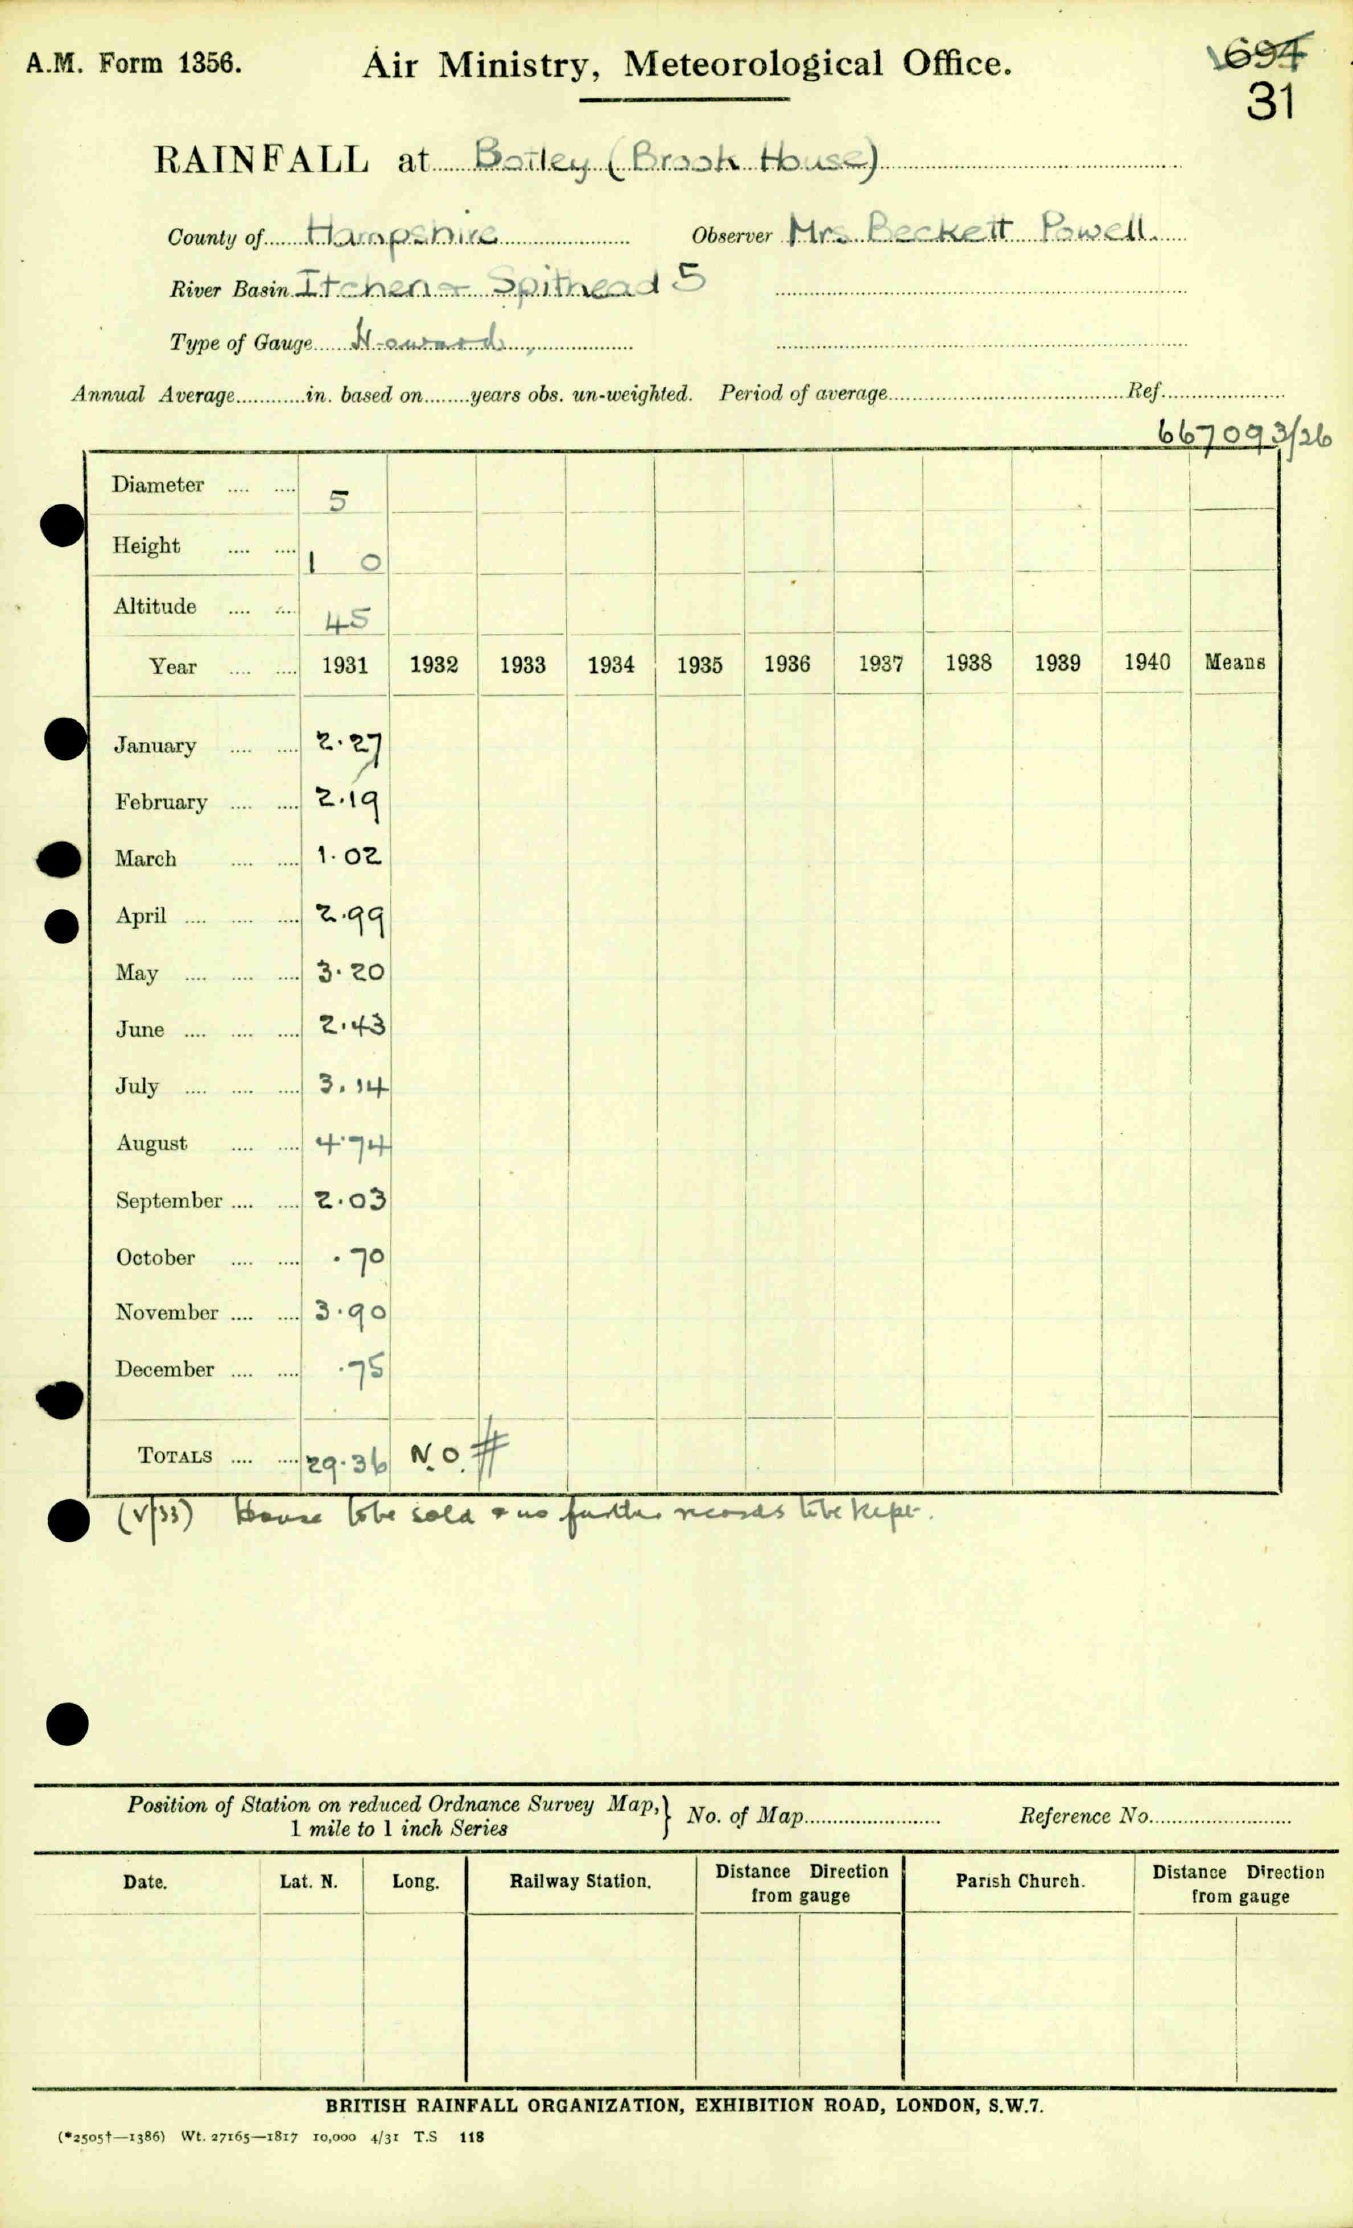 A.M. Form 1356.
Air Ministry, Meteorological Office.
1694
31
RAINFALL at Botley (Brook House)
County of Hampshire Observer Mrs. Beckett Powell.
River Basin Itchen & Spithead 5
Type of Gauge Howard,
Annual Average in. based on years obs. un-weighted. Period of average Ref.
667093/26
Diameter 5
Height 1 0
Altitude 45
Year 1931 1932 1933 1934 1935 1936 1937 1938 1939 1940 Means
January 2.27
February 2.19
March 1.02
April 2.99
May 3.20
June 2.43
July 3.14
August 4.74
September 2.03
October .70
November 3.90
December .75
TOTALS 29.36 N.O. #
(V/33) House to be sold & no further records to be kept.
Position of Station on reduced Ordnance Survey Map,} No. of Map Reference No.
1 mile to 1 inch Series
Date. Lat. N. Long. Railway Station. Distance Direction from gauge Parish Church. Distance Direction from gauge
BRITISH RAINFALL ORGANIZATION, EXHIBITION ROAD, LONDON, S.W.7.
(*2505†—1386) Wt. 27165—1817 10,000 4/31 T.S 118